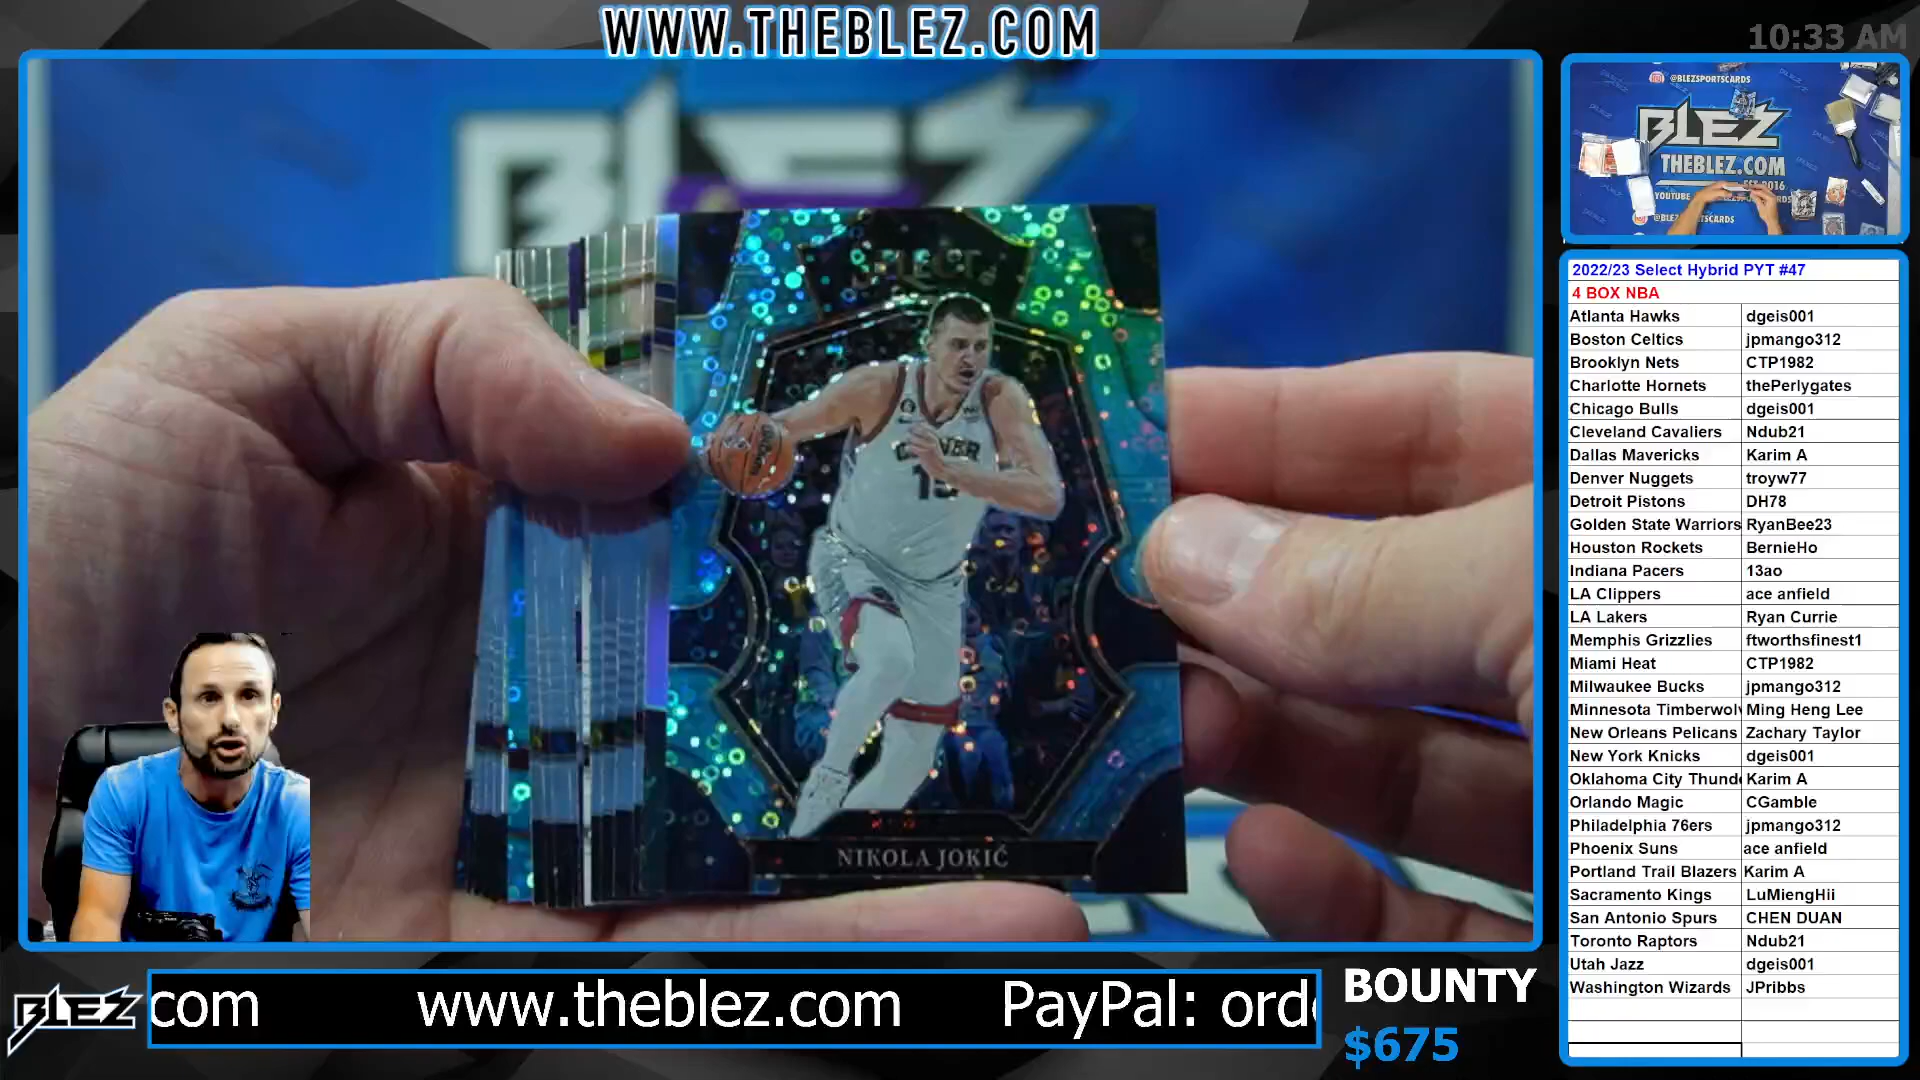 WWW.THEBLEZ.COM
10:33 AM
BLEZ
SELECT
15
NIKOLA JOKIĆ
@BLEZSPORTSCARDS
BLEZ
THEBLEZ.COM
YOUTUBE
2022/23 Select Hybrid PYT #47
4 BOX NBA
Atlanta Hawks dgeis001
Boston Celtics jpmango312
Brooklyn Nets CTP1982
Charlotte Hornets thePerlygates
Chicago Bulls dgeis001
Cleveland Cavaliers Ndub21
Dallas Mavericks Karim A
Denver Nuggets troyw77
Detroit Pistons DH78
Golden State Warriors RyanBee23
Houston Rockets BernieHo
Indiana Pacers 13ao
LA Clippers ace anfield
LA Lakers Ryan Currie
Memphis Grizzlies ftworthsfinest1
Miami Heat CTP1982
Milwaukee Bucks jpmango312
Minnesota Timberwolv Ming Heng Lee
New Orleans Pelicans Zachary Taylor
New York Knicks dgeis001
Oklahoma City Thund Karim A
Orlando Magic CGamble
Philadelphia 76ers jpmango312
Phoenix Suns ace anfield
Portland Trail Blazers Karim A
Sacramento Kings LuMiengHii
San Antonio Spurs CHEN DUAN
Toronto Raptors Ndub21
Utah Jazz dgeis001
Washington Wizards JPribbs
BLEZ
com www.theblez.com PayPal: orde
BOUNTY
$675